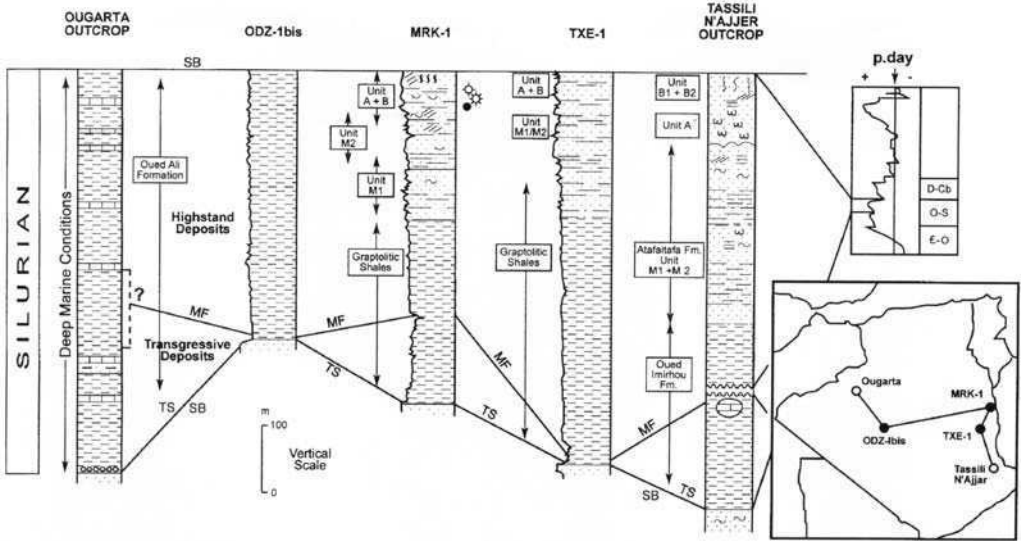 OUGARTA
OUTCROP
ODZ-1bis
MRK-1
TXE-1
TASSILI
N'AJJER
OUTCROP
SB
SILURIAN
Deep Marine Conditions
Oued Ali
Formation
Highstand
Deposits
?
MF
Transgressive
Deposits
TS
SB
m
100
0
Vertical
Scale
MF
TS
Unit
A + B
Unit
M2
Unit
M1
Graptolitic
Shales
MF
TS
Unit
A + B
Unit
M1/M2
Graptolitic
Shales
MF
SB
TS
Unit
B1 + B2
Unit A
Atafaitafa Fm.
Unit
M1 + M 2
Oued
Imirhou
Fm.
p.day
+
-
D-Cb
O-S
Є-O
Ougarta
MRK-1
ODZ-Ibis
TXE-1
Tassili
N'Ajjar